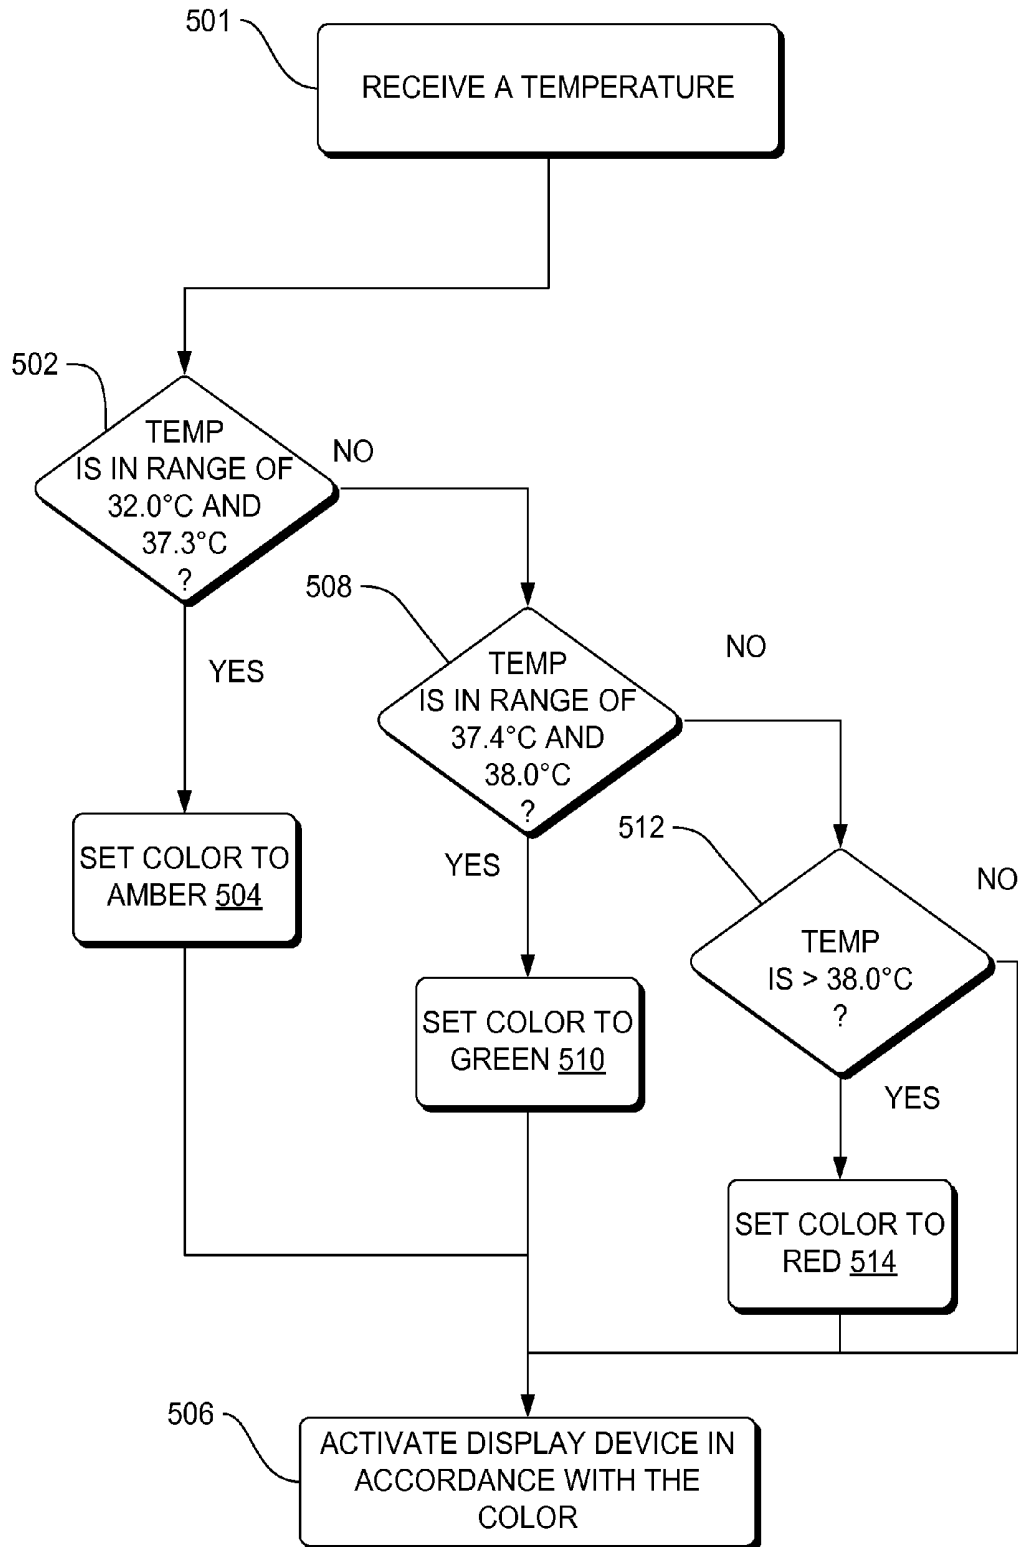 501
RECEIVE A TEMPERATURE
502
TEMP
IS IN RANGE OF
32.0°C AND
37.3°C
?
NO
YES
508
TEMP
IS IN RANGE OF
37.4°C AND
38.0°C
?
NO
YES
512
TEMP
IS > 38.0°C
?
NO
YES
SET COLOR TO
AMBER 504
SET COLOR TO
GREEN 510
SET COLOR TO
RED 514
506
ACTIVATE DISPLAY DEVICE IN
ACCORDANCE WITH THE
COLOR